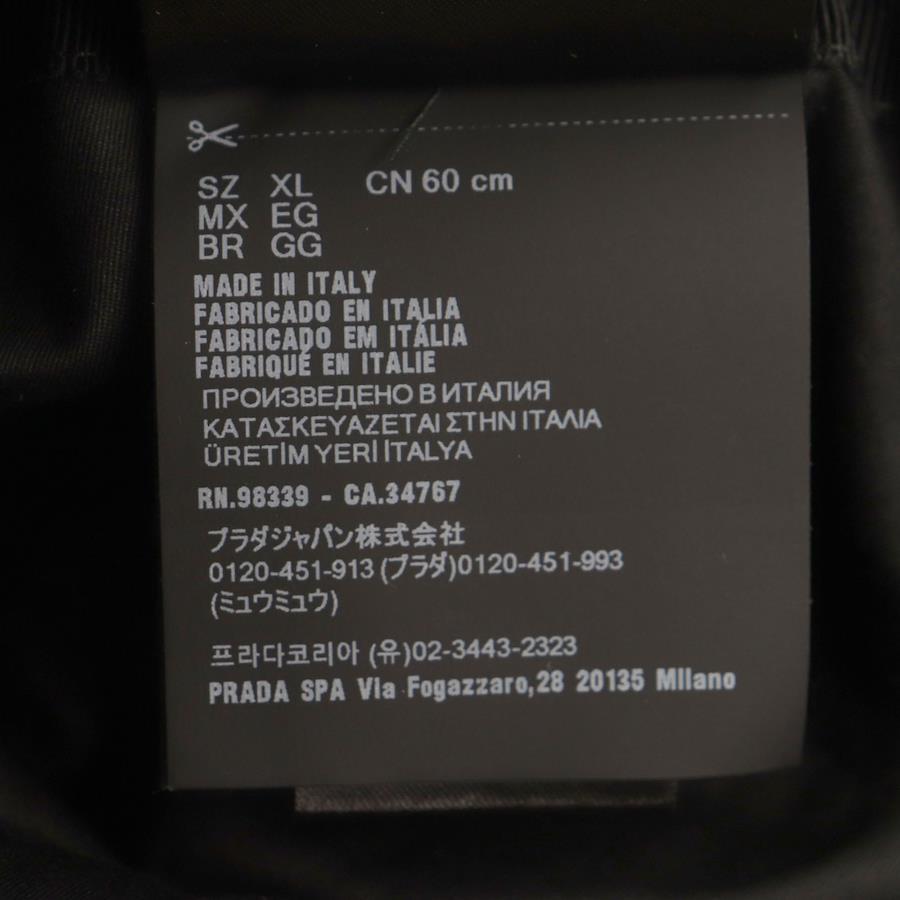 SZ XL CN 60 cm
MX EG
BR GG
MADE IN ITALY
FABRICADO EN ITALIA
FABRICADO EM ITÁLIA
FABRIQUÉ EN ITALIE
ПРОИЗВЕДЕНО В ИТАЛИЯ
ΚΑΤΑΣΚΕΥΑΖΕΤΑΙ ΣΤΗΝ ΙΤΑΛΙΑ
ÜRETİM YERİ İTALYA
RN.98339 - CA.34767
プラダジャパン株式会社
0120-451-913 (プラダ)0120-451-993
(ミュウミュウ)
프라다코리아 (유)02-3443-2323
PRADA SPA Via Fogazzaro,28 20135 Milano